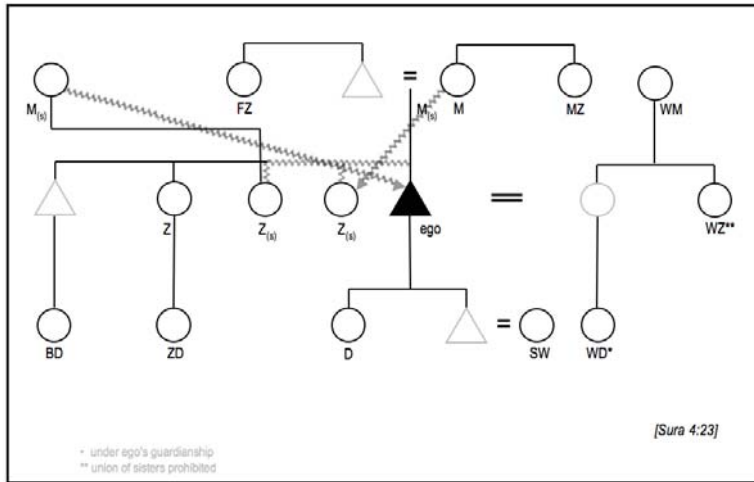 =
M(s)
FZ
M(s)
M
MZ
WM
Z
Z(s)
Z(s)
ego
=
WZ**
BD
ZD
D
=
SW
WD*
[Sura 4:23]
* under ego's guardianship
** union of sisters prohibited